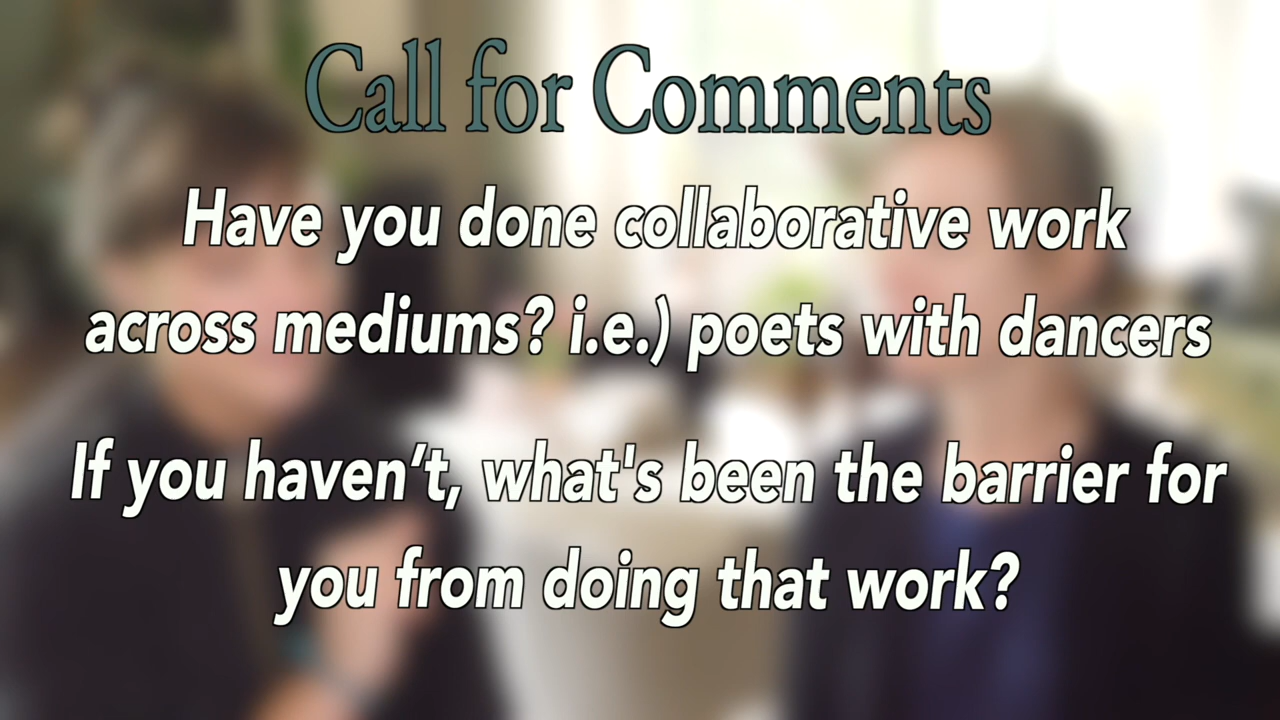 Call for Comments
Have you done collaborative work
across mediums? i.e.) poets with dancers
If you haven’t, what's been the barrier for
you from doing that work?